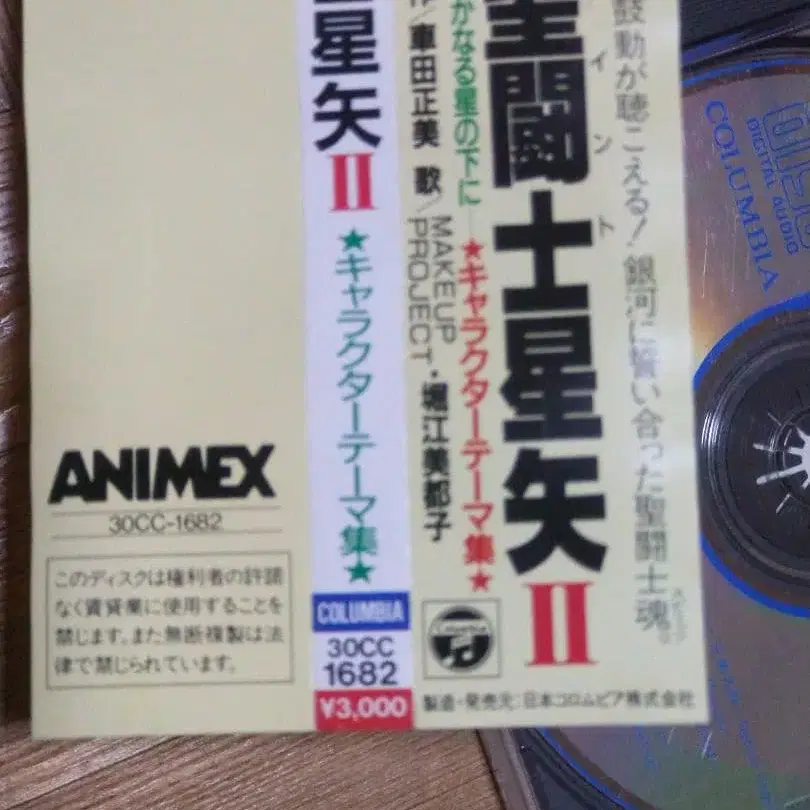 鼓動が聴こえる!銀河に誓い合った聖闘士魂
イント
聖闘士星矢II
かなる星の下に
★キャラクターテーマ集★
車田正美 歌/MAKEUP PROJECT・堀江美都子
星矢II
★キャラクターテーマ集★
COLUMBIA
30CC
1682
¥3,000
ANIMEX
30CC-1682
このディスクは権利者の許諾
なく賃貸業に使用することを
禁じます。また無断複製は法
律で禁じられています。
製造・発売元:日本コロムビア株式会社
DIGITAL AUDIO
COLUMBIA